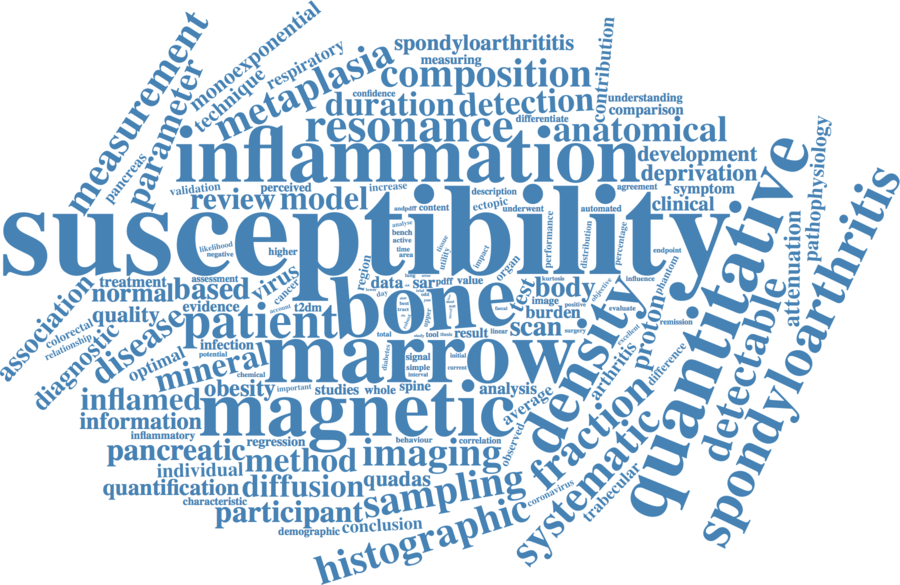 monoexponential
contribution
measurement
spondyloarthrititis
respiratory
measuring
metaplasia
composition
technique
parameter
confidence
duration
detection
understanding
comparison
differentiate
resonance
anatomical
pathophysiology
inflammation
development
pancreas
deprivation
agreement
symptom
validation
perceived
increase
description
review
model
clinical
ectopic
andpdff
content
underwent
automated
susceptibility
quantitative
spondyloarthritis
analyse
bench
active
time
area
tissue
utility
impact
performance
distribution
percentage
likelihood
negative
higher
endpoint
attenuation
organ
region
phantom
association
treatment
assessment
virus
cancer
data
sar
pdff
value
kurtosis
influence
normal
based
body
test
objective
image
positive
evidence
account
t2dm
bone
burden
evaluate
quality
patient
density
proton
detectable
colorectal
relationship
disease
remission
total
tool
result
linear
scan
surgery
excellent
infection
diagnostic
optimal
potential
marrow
diabetes
signal
simple
interval
initial
current
arthritis
difference
mineral
chemical
obesity
important
studies
whole
spine
analysis
average
inflamed
magnetic
fraction
information
inflammatory
regression
behaviour
correlation
observed
pancreatic
individual
method
imaging
systematic
trabecular
quantification
diffusion
quadas
sampling
coronavirus
characteristic
participant
demographic
conclusion
histographic